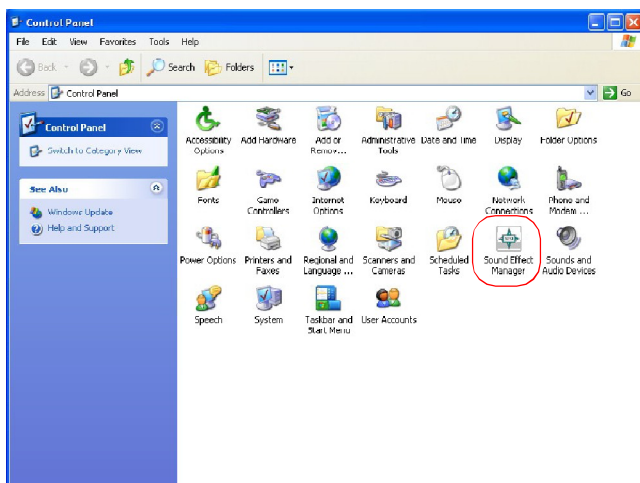 Control Panel
File Edit View Favorites Tools Help
Back Search Folders
Address Control Panel Go
Control Panel
Switch to Category View
See Also
Windows Update
Help and Support
Accessibility Options
Add Hardware
Add or Remov...
Administrative Tools
Date and Time
Display
Folder Options
Fonts
Game Controllers
Internet Options
Keyboard
Mouse
Network Connections
Phone and Modem ...
Power Options
Printers and Faxes
Regional and Language ...
Scanners and Cameras
Scheduled Tasks
Sound Effect Manager
Sounds and Audio Devices
Speech
System
Taskbar and Start Menu
User Accounts